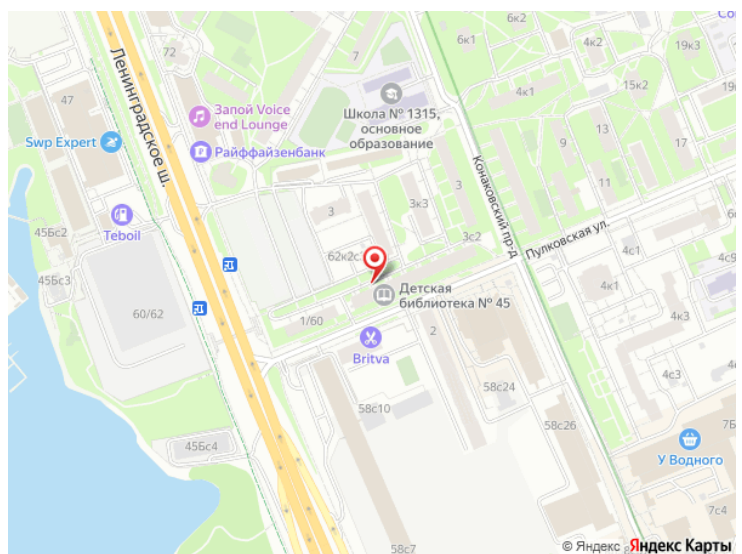 72
7
6к1
4к2
19к3
Ленинградское ш.
47
Запой Voice
end Lounge
Школа № 1315,
основное
образование
15к2
4к1
9
13
17
Swp Expert
Райффайзенбанк
Конаковский пр-д
3
11
3к3
3
45Бс2
Teboil
3с2
Пулковская ул.
4с1
62к2с
4к1
4с9
45Бс3
Детская
библиотека № 45
60/62
1/60
2
4к3
Britva
4с3
58с24
58с10
7Б
58с26
У Водного
45Бс4
7с4
58с7
© Яндекс Яндекс Карты